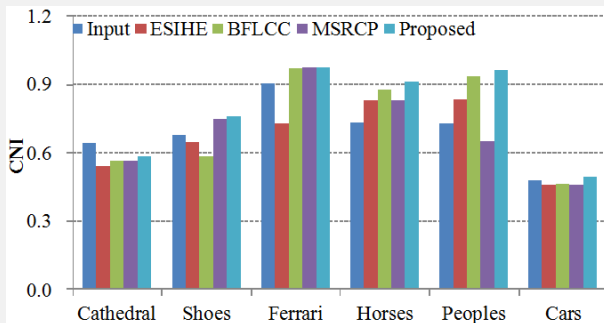 1.2
Input ESIHE BFLCC MSRCP Proposed
0.9
CNI
0.6
0.3
0.0
Cathedral Shoes Ferrari Horses Peoples Cars